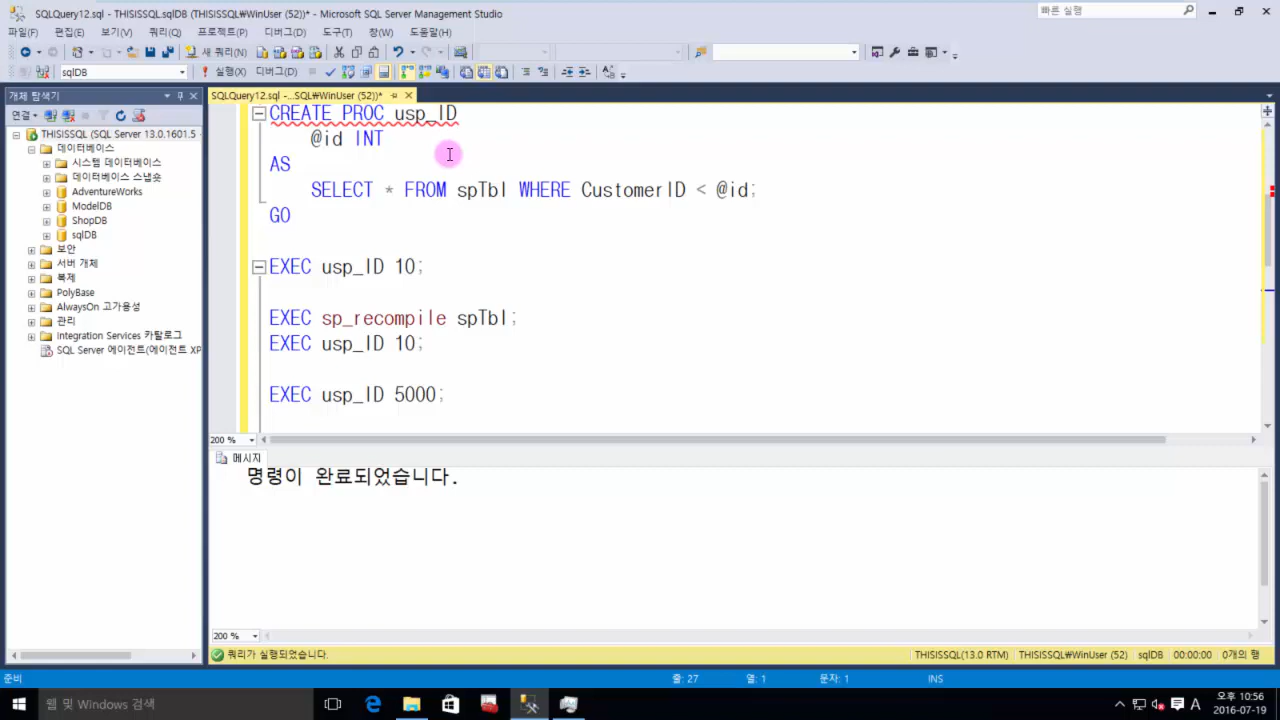 SQLQuery12.sql - THISISSQL.sqlDB (THISISSQL₩WinUser (52))* - Microsoft SQL Server Management Studio
빠른 실행
파일(F) 편집(E) 보기(V) 쿼리(Q) 프로젝트(P) 디버그(D) 도구(T) 창(W) 도움말(H)
새 쿼리(N)
sqlDB 실행(X) 디버그(D)
개체 탐색기
SQLQuery12.sql -...SQL₩WinUser (52))*
연결
THISISSQL (SQL Server 13.0.1601.5
데이터베이스
시스템 데이터베이스
데이터베이스 스냅숏
AdventureWorks
ModelDB
ShopDB
sqlDB
보안
서버 개체
복제
PolyBase
AlwaysOn 고가용성
관리
Integration Services 카탈로그
SQL Server 에이전트(에이전트 XP
CREATE PROC usp_ID
@id INT
AS
SELECT * FROM spTbl WHERE CustomerID < @id;
GO
EXEC usp_ID 10;
EXEC sp_recompile spTbl;
EXEC usp_ID 10;
EXEC usp_ID 5000;
200 %
메시지
명령이 완료되었습니다.
200 %
쿼리가 실행되었습니다. THISISSQL(13.0 RTM) THISISSQL₩WinUser (52) sqlDB 00:00:00 0개의 행
준비 줄: 27 열: 1 문자: 1 INS
웹 및 Windows 검색
A
오후 10:56
2016-07-19